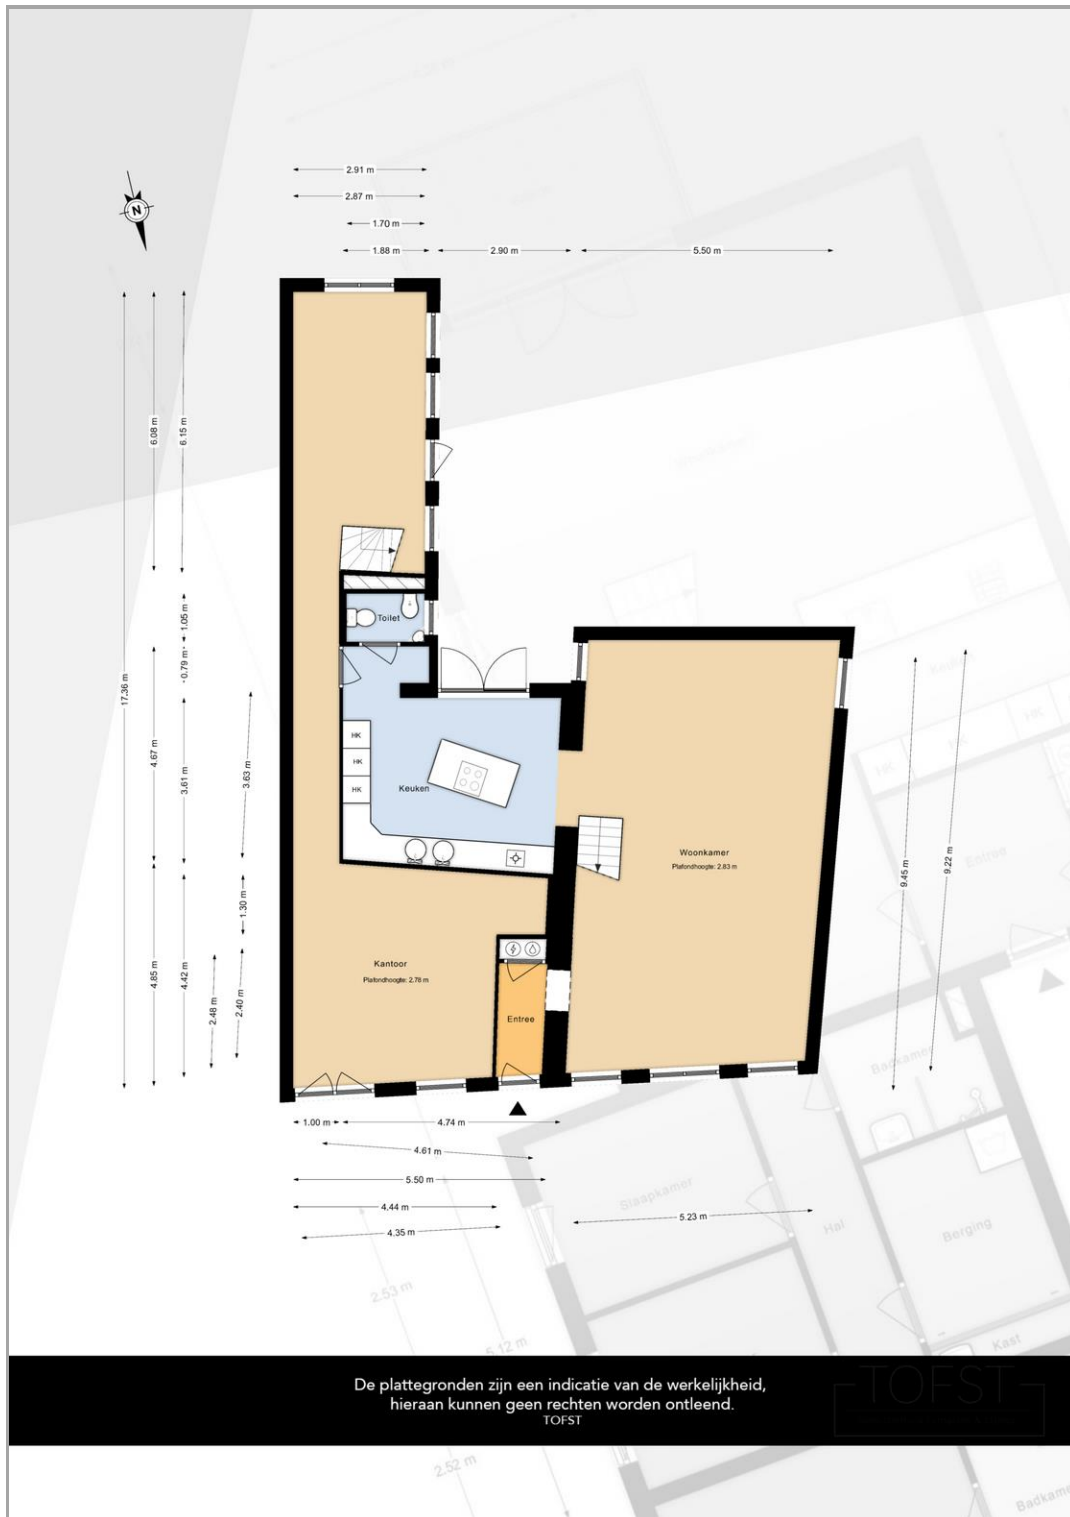 2.91 m
2.87 m
1.70 m
1.88 m
2.90 m
5.50 m
N
6.08 m
6.15 m
1.05 m
0.79 m
17.36 m
4.67 m
3.61 m
3.63 m
1.30 m
4.85 m
4.42 m
2.48 m
2.40 m
Toilet
HK
HK
HK
Keuken
Woonkamer
Plafondhoogte: 2.83 m
Kantoor
Plafondhoogte: 2.78 m
Entree
9.45 m
9.22 m
1.00 m
4.74 m
4.61 m
5.50 m
4.44 m
4.35 m
5.23 m
Keuken
HK
HK
HK
Entree
Badkamer
Slaapkamer
Hal
Berging
Kast
2.53 m
5.12 m
De plattegronden zijn een indicatie van de werkelijkheid,
hieraan kunnen geen rechten worden ontleend.
TOFST
TOFST
2.52 m
Badkame